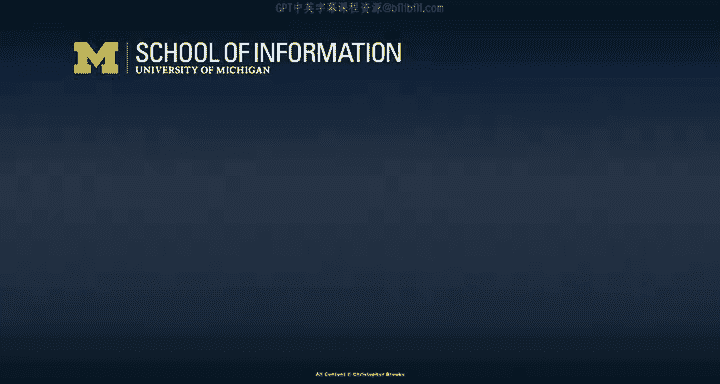 GPT中英字幕课程资源@bilibili.com
M SCHOOL OF INFORMATION
UNIVERSITY OF MICHIGAN
All Content © Christopher Brooks